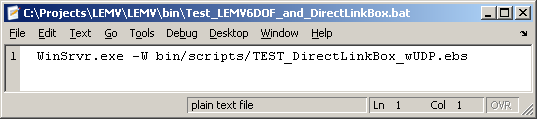 C:\Projects\LEMV\LEMV\bin\Test_LEMV6DOF_and_DirectLinkBox.bat
File Edit Text Go Tools Debug Desktop Window Help
1 WinSrvr.exe -W bin/scripts/TEST_DirectLinkBox_wUDP.ebs
plain text file Ln 1 Col 1 OVR